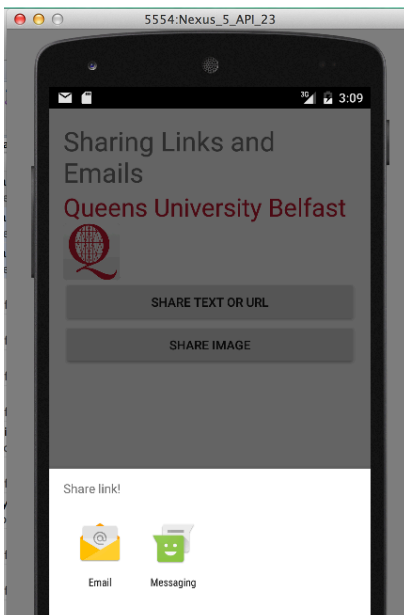 5554:Nexus_5_API_23
3G
3:09
Sharing Links and
Emails
Queens University Belfast
Q
SHARE TEXT OR URL
SHARE IMAGE
Share link!
@
Email
Messaging